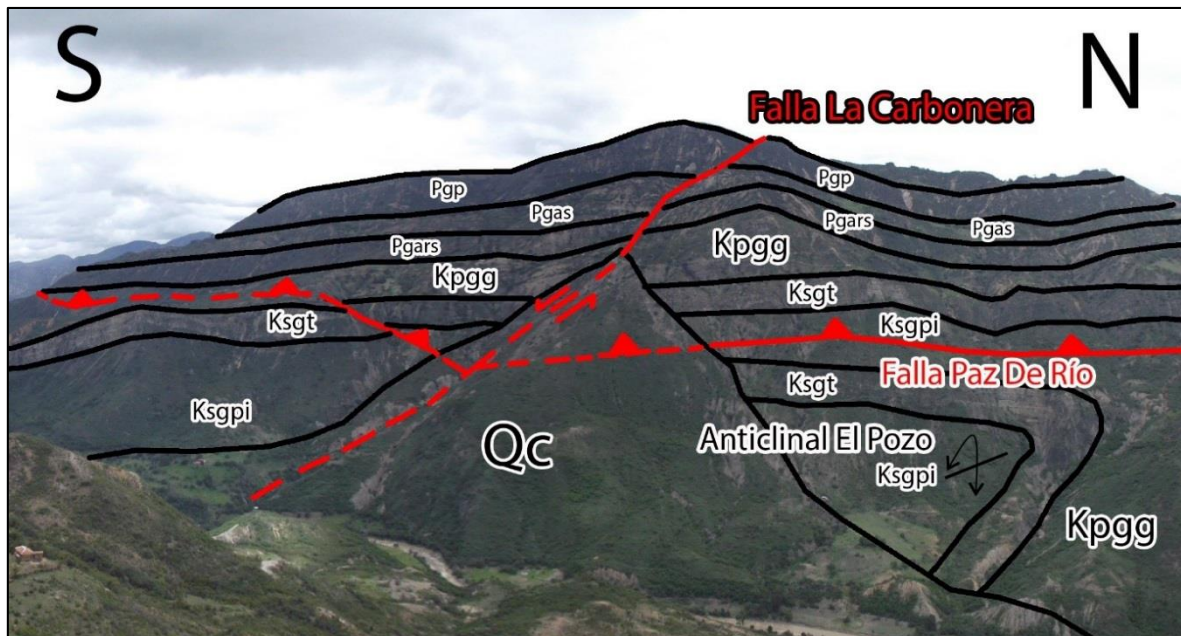 S
N
Falla La Carbonera
Pgp
Pgp
Pgas
Pgas
Pgars
Pgars
Kpgg
Kpgg
Ksgt
Ksgt
Ksgpi
Falla Paz De Río
Ksgt
Ksgpi
Anticlinal El Pozo
Ksgpi
Qc
Kpgg